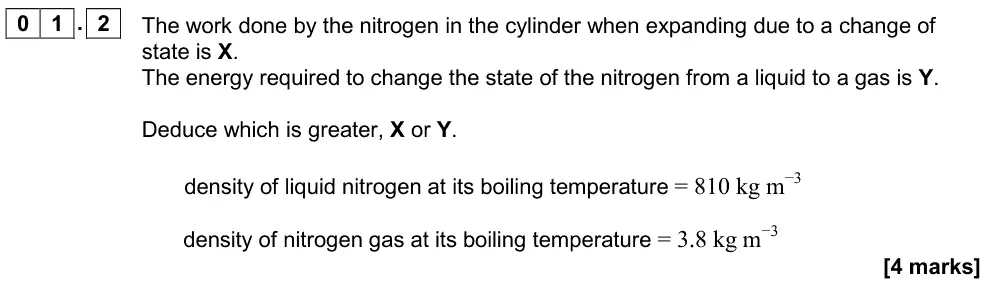 0 1 . 2 The work done by the nitrogen in the cylinder when expanding due to a change of
state is X.
The energy required to change the state of the nitrogen from a liquid to a gas is Y.
Deduce which is greater, X or Y.
density of liquid nitrogen at its boiling temperature = 810 kg m⁻³
density of nitrogen gas at its boiling temperature = 3.8 kg m⁻³
[4 marks]